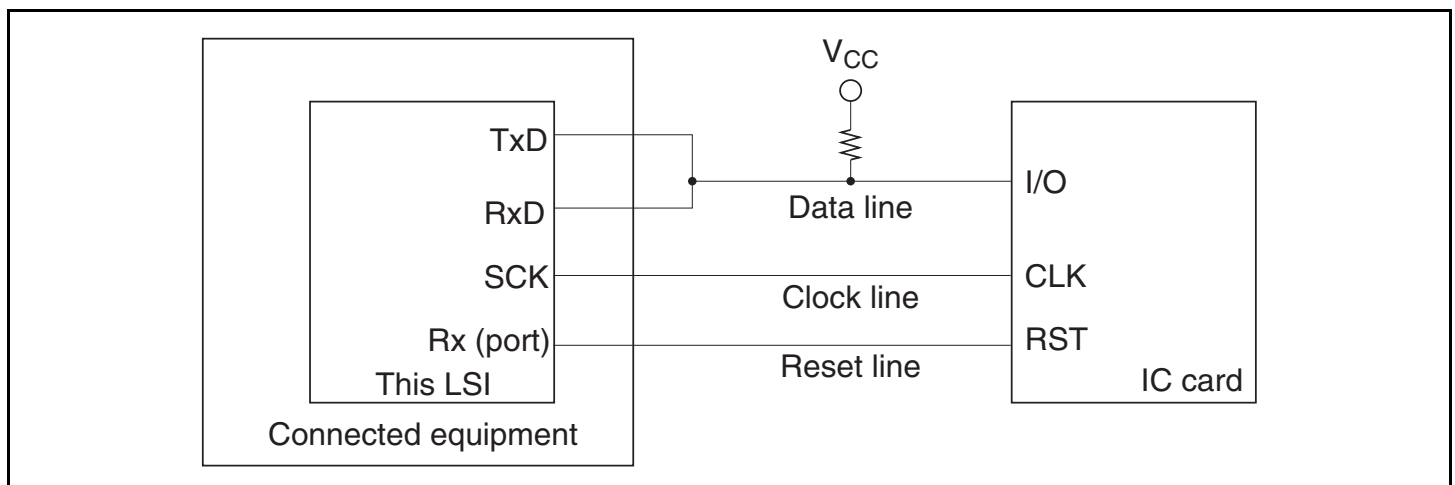 VCC
TxD
I/O
RxD
Data line
SCK
CLK
Clock line
Rx (port)
RST
Reset line
This LSI
IC card
Connected equipment